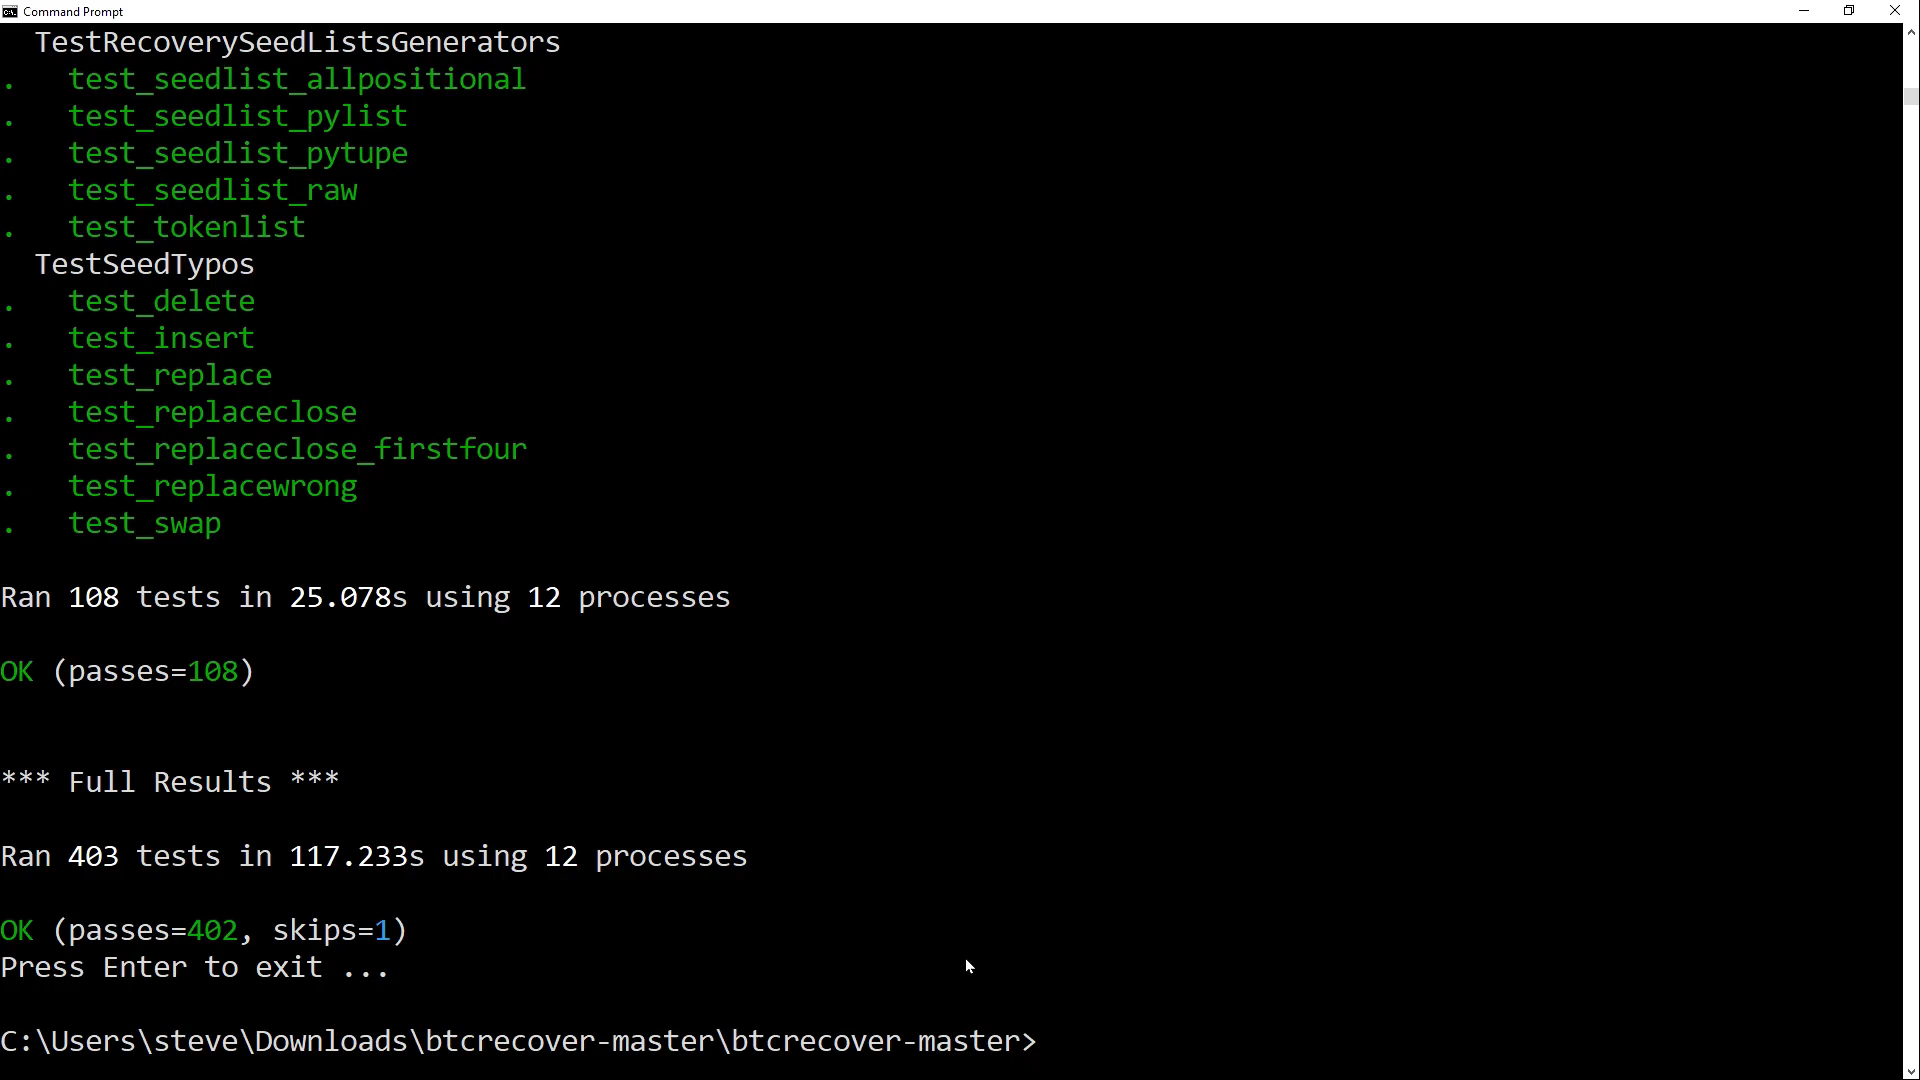 Command Prompt
TestRecoverySeedListsGenerators
. test_seedlist_allpositional
. test_seedlist_pylist
. test_seedlist_pytupe
. test_seedlist_raw
. test_tokenlist
TestSeedTypos
. test_delete
. test_insert
. test_replace
. test_replaceclose
. test_replaceclose_firstfour
. test_replacewrong
. test_swap
Ran 108 tests in 25.078s using 12 processes
OK (passes=108)
*** Full Results ***
Ran 403 tests in 117.233s using 12 processes
OK (passes=402, skips=1)
Press Enter to exit ...
C:\Users\steve\Downloads\btcrecover-master\btcrecover-master>